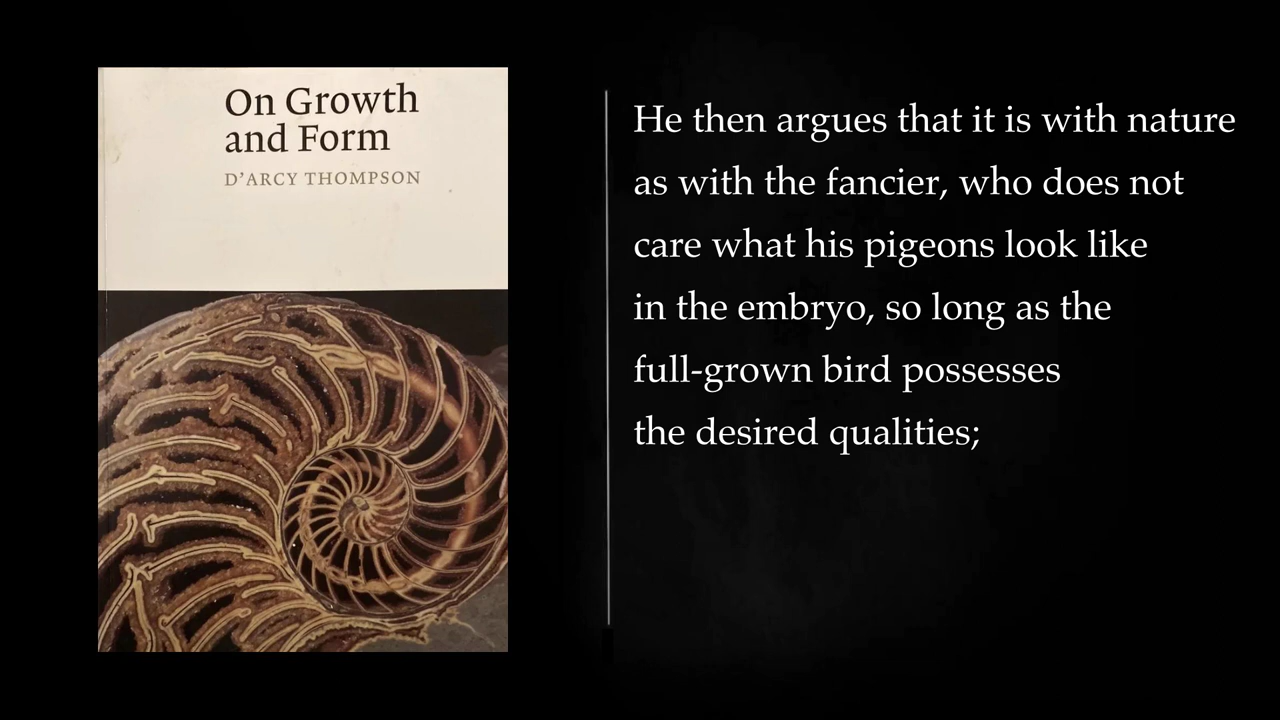 On Growth
and Form
D'ARCY THOMPSON
He then argues that it is with nature
as with the fancier, who does not
care what his pigeons look like
in the embryo, so long as the
full-grown bird possesses
the desired qualities;